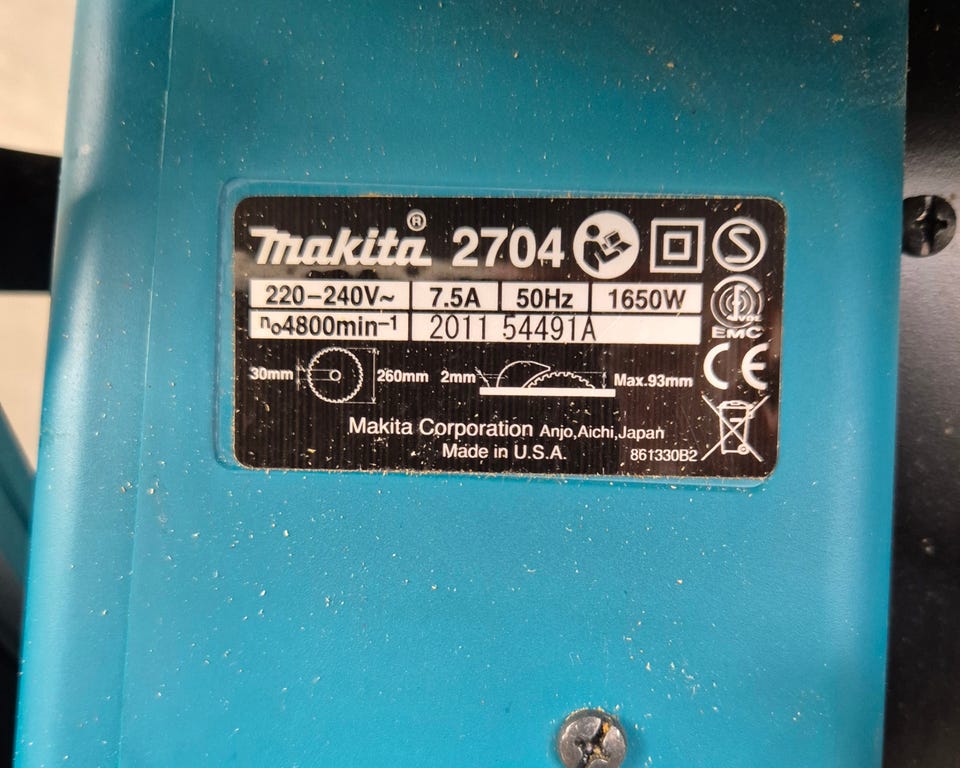 makita® 2704
220-240V~ 7.5A 50Hz 1650W
n₀4800min⁻¹ 2011 54491A
VDE
EMC
CE
30mm 260mm 2mm Max.93mm
Makita Corporation Anjo,Aichi,Japan
Made in U.S.A. 861330B2